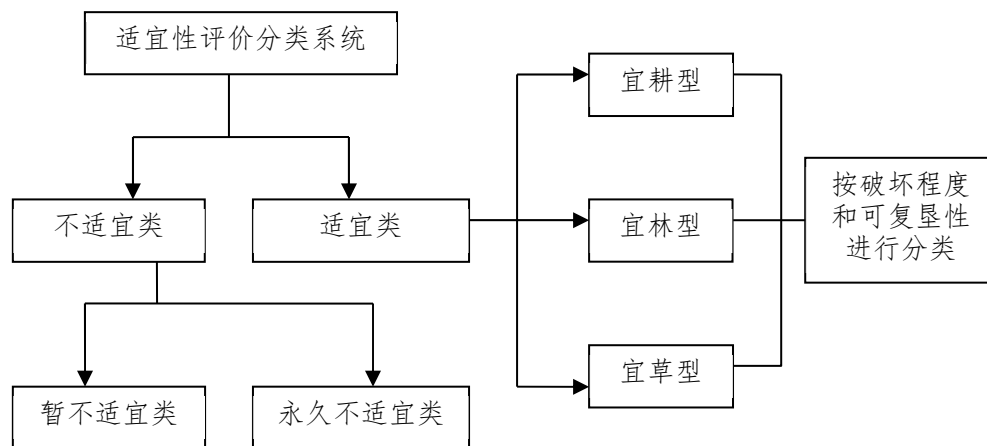 适宜性评价分类系统
宜耕型
不适宜类
适宜类
宜林型
按破坏程度
和可复垦性
进行分类
暂不适宜类
永久不适宜类
宜草型